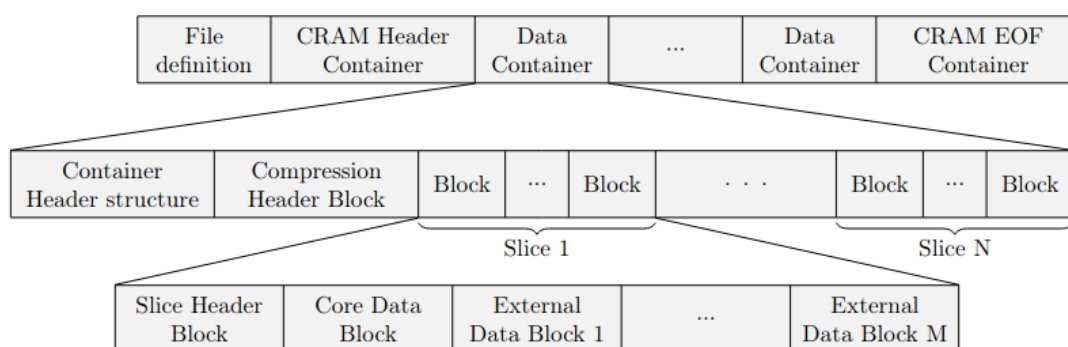 File definition
CRAM Header Container
Data Container
...
Data Container
CRAM EOF Container
Container Header structure
Compression Header Block
Block
...
Block
. . .
Block
...
Block
Slice 1
Slice N
Slice Header Block
Core Data Block
External Data Block 1
...
External Data Block M